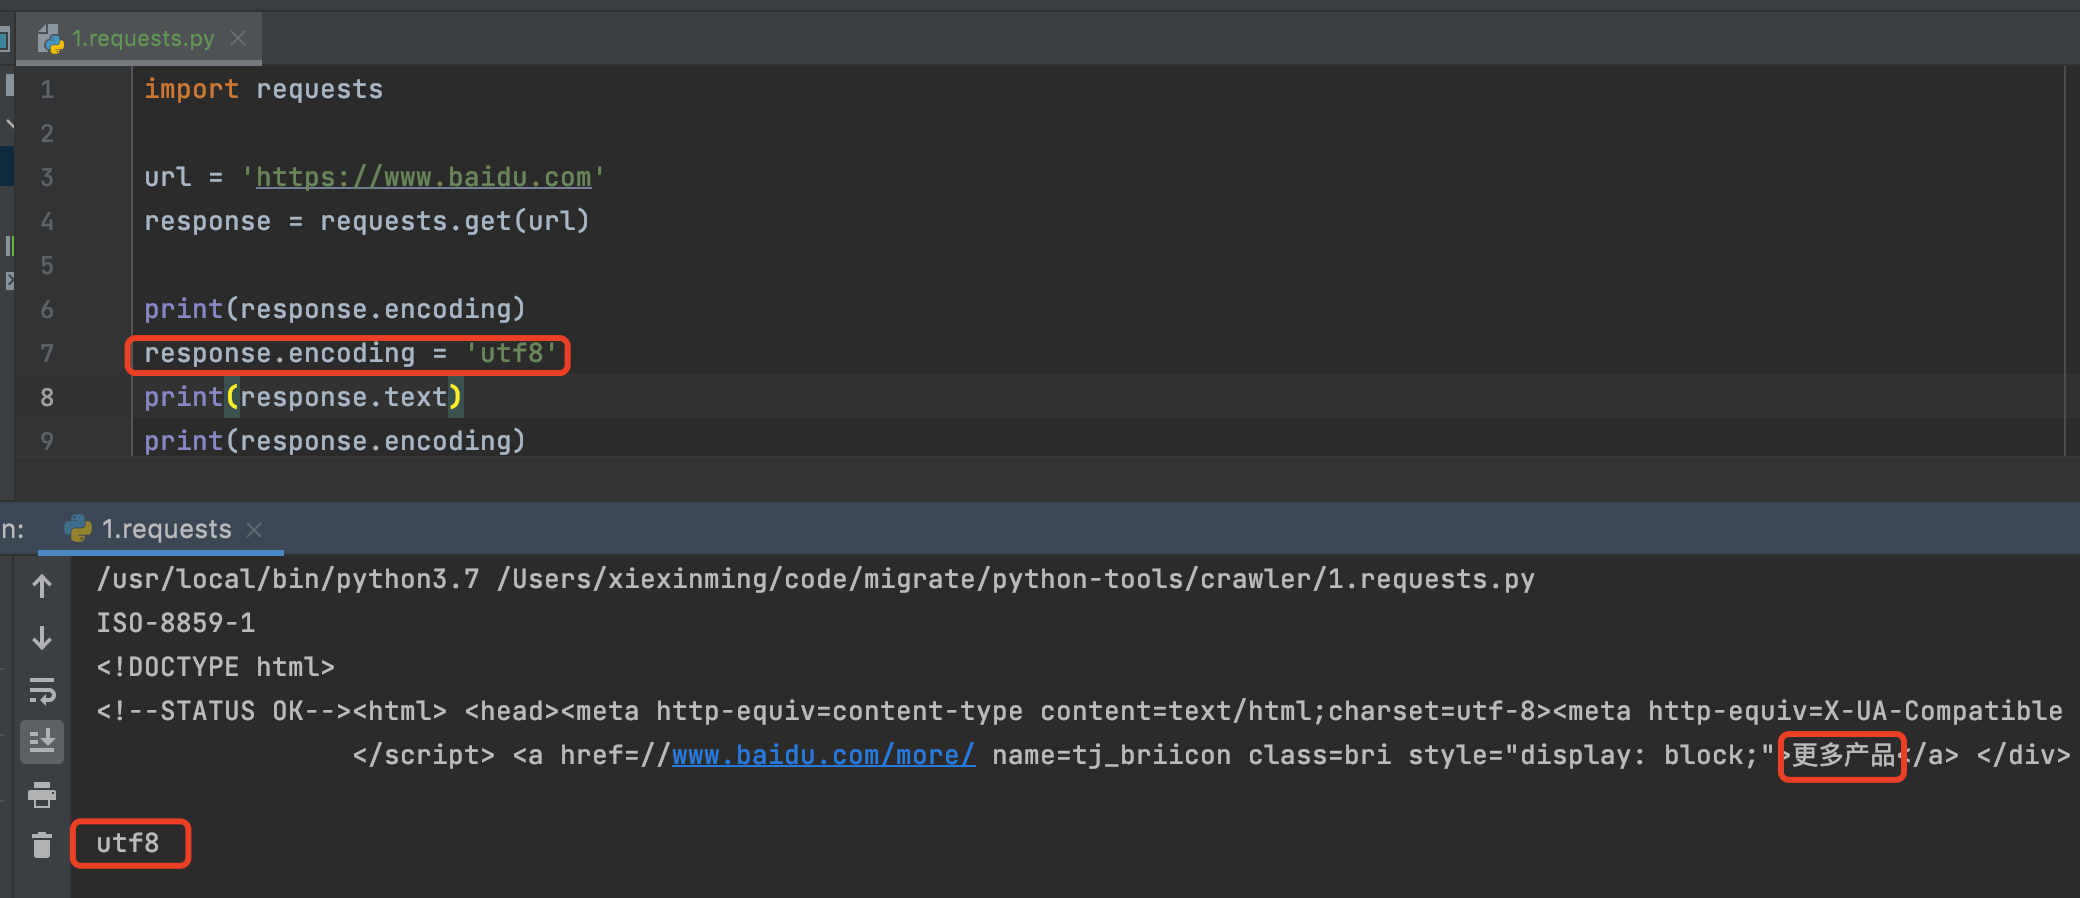 1.requests.py
1 import requests
2
3 url = 'https://www.baidu.com'
4 response = requests.get(url)
5
6 print(response.encoding)
7 response.encoding = 'utf8'
8 print(response.text)
9 print(response.encoding)
n: 1.requests
/usr/local/bin/python3.7 /Users/xiexinming/code/migrate/python-tools/crawler/1.requests.py
ISO-8859-1
<!DOCTYPE html>
<!--STATUS OK--><html> <head><meta http-equiv=content-type content=text/html;charset=utf-8><meta http-equiv=X-UA-Compatible
</script> <a href=//www.baidu.com/more/ name=tj_briicon class=bri style="display: block;">更多产品</a> </div>
utf8